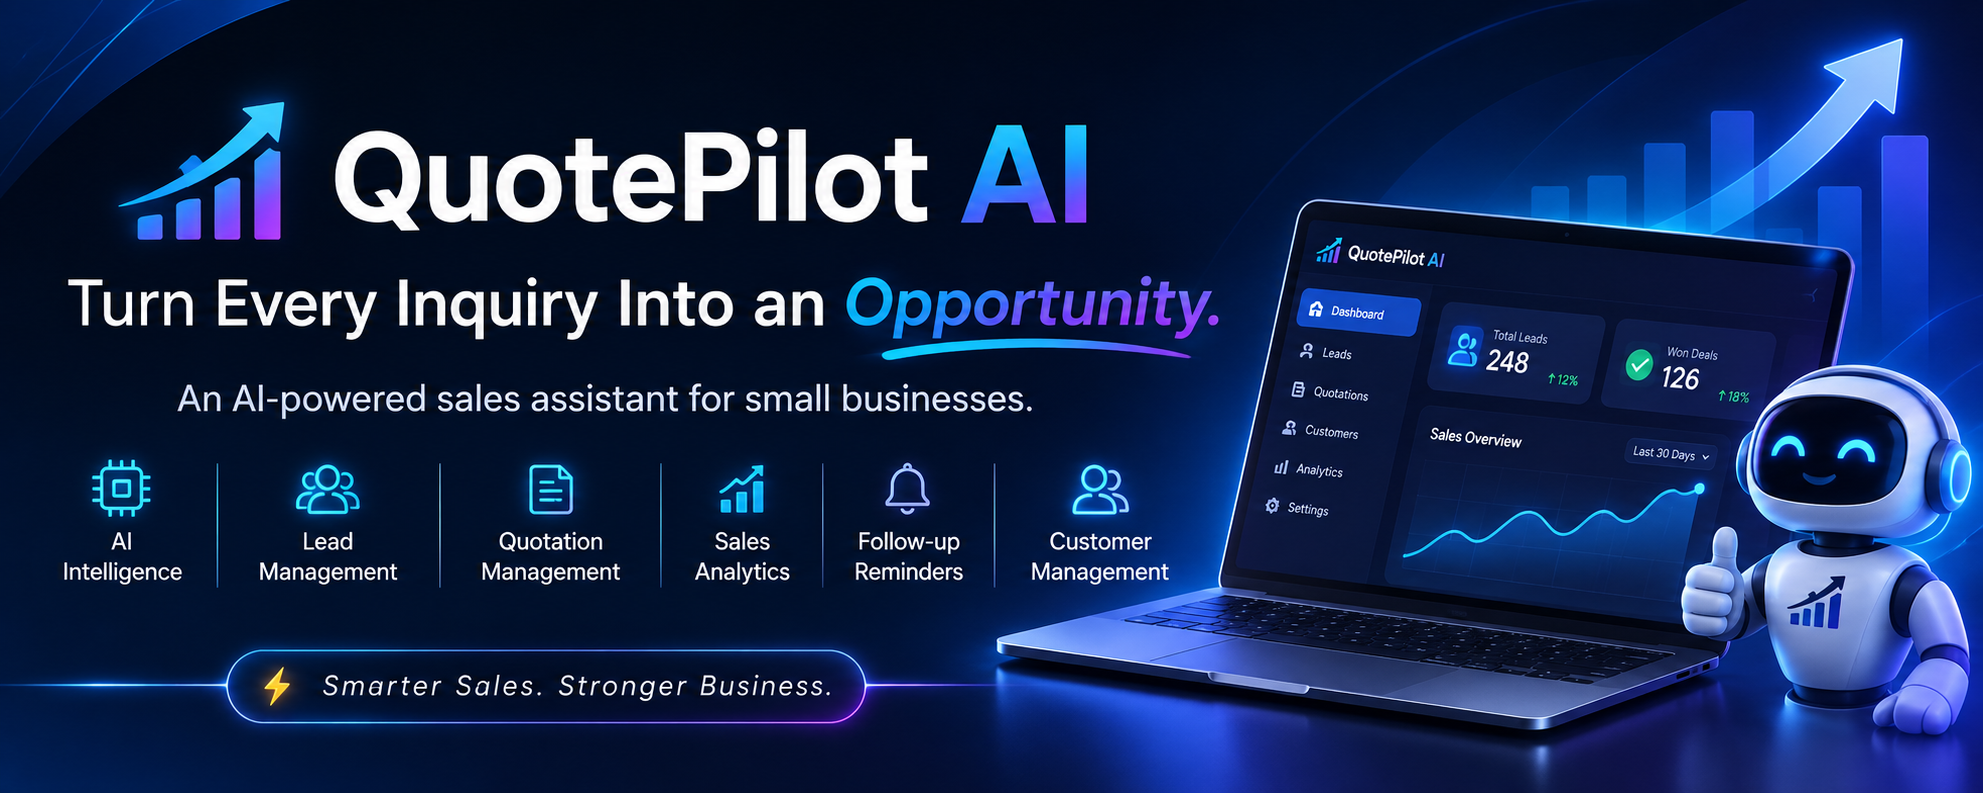 QuotePilot AI
Turn Every Inquiry Into an Opportunity.
An AI-powered sales assistant for small businesses.
AI
Intelligence
Lead
Management
Quotation
Management
Sales
Analytics
Follow-up
Reminders
Customer
Management
Smarter Sales. Stronger Business.
QuotePilot AI
Dashboard
Leads
Quotations
Customers
Analytics
Settings
Total Leads
248
↑12%
Won Deals
126
↑18%
Sales Overview
Last 30 Days